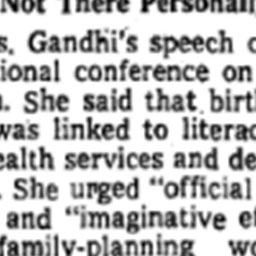 Not There Personall
s. Gandhi's speech o
ional conference on
. She said that birt
was linked to literac
ealth services and de
. She urged "official
and "imaginative ef
family-planning wo